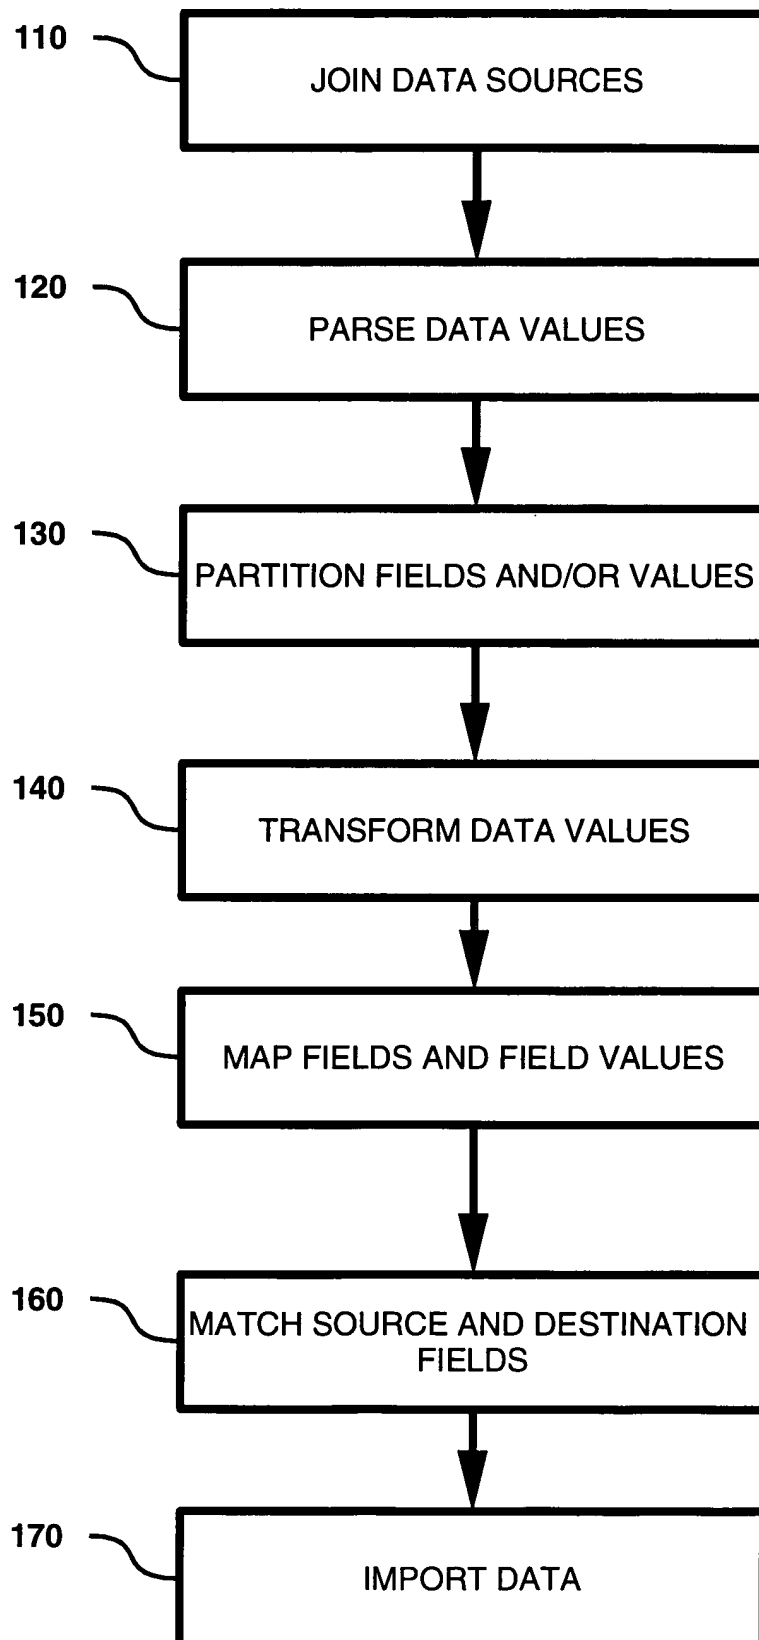 110
JOIN DATA SOURCES
120
PARSE DATA VALUES
130
PARTITION FIELDS AND/OR VALUES
140
TRANSFORM DATA VALUES
150
MAP FIELDS AND FIELD VALUES
160
MATCH SOURCE AND DESTINATION
FIELDS
170
IMPORT DATA